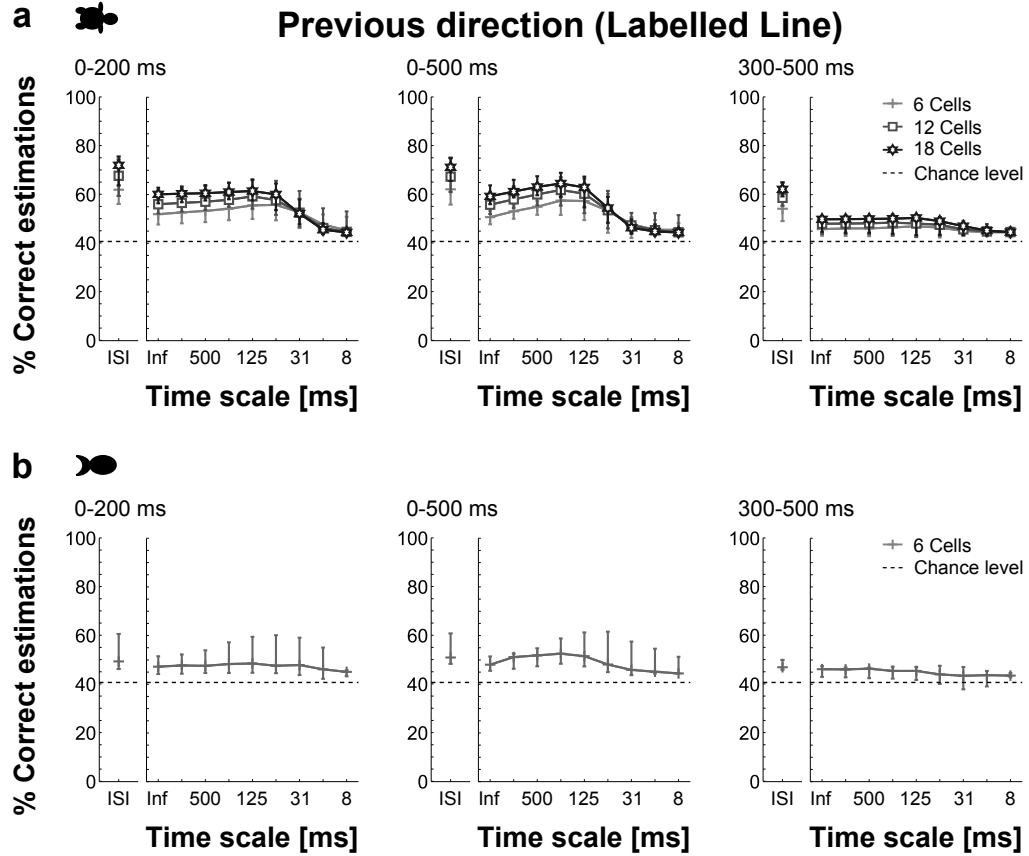 a
Previous direction (Labelled Line)
% Correct estimations
0-200 ms
100
80
60
40
20
0
ISI Inf 500 125 31 8
Time scale [ms]
0-500 ms
100
80
60
40
20
0
ISI Inf 500 125 31 8
Time scale [ms]
300-500 ms
100
80
60
40
20
0
6 Cells
12 Cells
18 Cells
Chance level
ISI Inf 500 125 31 8
Time scale [ms]
b
% Correct estimations
0-200 ms
100
80
60
40
20
0
ISI Inf 500 125 31 8
Time scale [ms]
0-500 ms
100
80
60
40
20
0
ISI Inf 500 125 31 8
Time scale [ms]
300-500 ms
100
80
60
40
20
0
6 Cells
Chance level
ISI Inf 500 125 31 8
Time scale [ms]